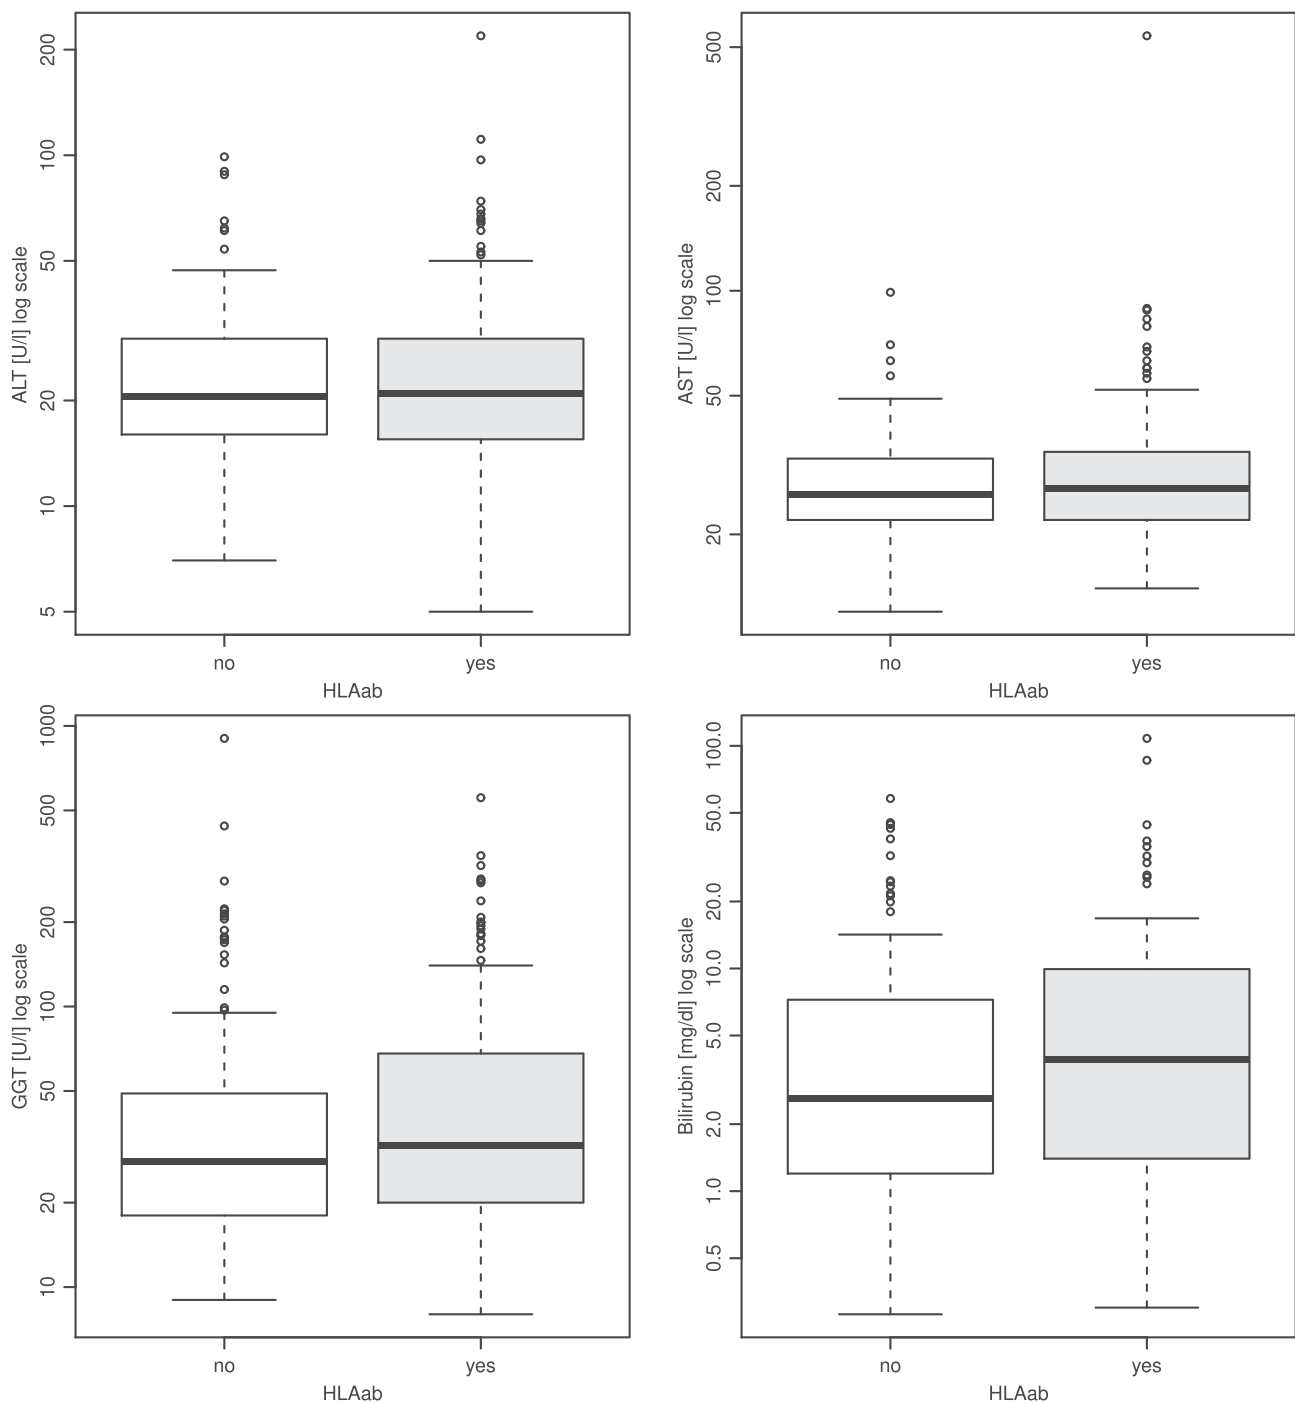 ALT [U/l] log scale
200
100
50
20
10
5
no
yes
HLAab
AST [U/l] log scale
500
200
100
50
20
no
yes
HLAab
GGT [U/l] log scale
1000
500
200
100
50
20
10
no
yes
HLAab
Bilirubin [mg/dl] log scale
100.0
50.0
20.0
10.0
5.0
2.0
1.0
0.5
no
yes
HLAab